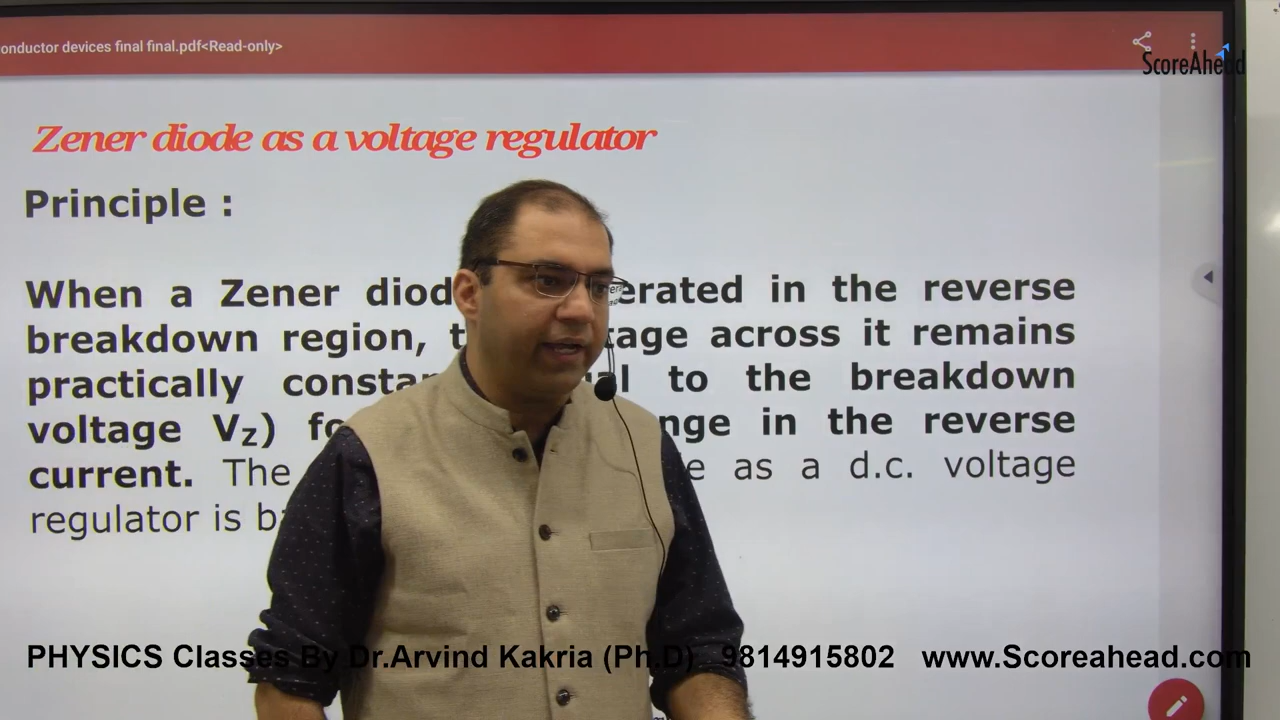 onductor devices final final.pdf<Read-only>
ScoreAhead
Zener diode as a voltage regulator
Principle :
When a Zener diod erated in the reverse
breakdown region, t tage across it remains
practically constan al to the breakdown
voltage VZ) fo nge in the reverse
current. The e as a d.c. voltage
regulator is b
PHYSICS Classes By Dr.Arvind Kakria (Ph.D) 9814915802 www.Scoreahead.com